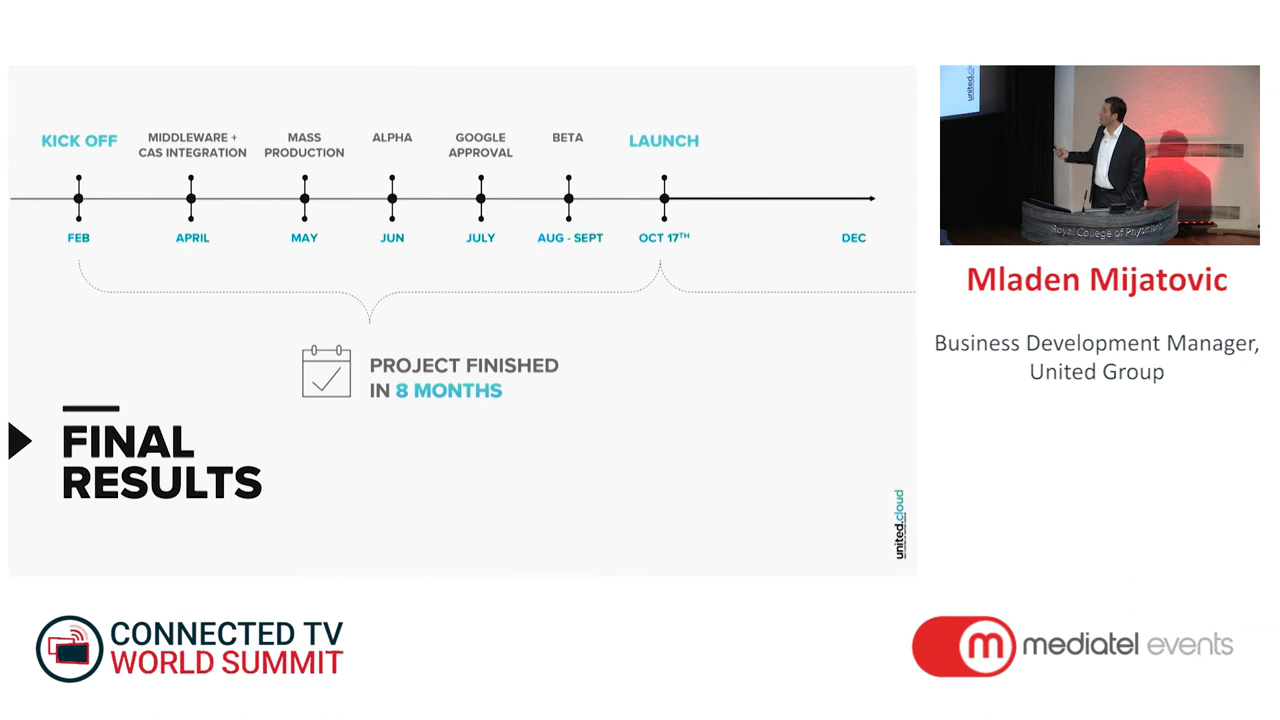 KICK OFF
MIDDLEWARE +
CAS INTEGRATION
MASS
PRODUCTION
ALPHA
GOOGLE
APPROVAL
BETA
LAUNCH
FEB
APRIL
MAY
JUN
JULY
AUG - SEPT
OCT 17TH
DEC
PROJECT FINISHED
IN 8 MONTHS
FINAL
RESULTS
united.cloud
Royal College of Physicians
Mladen Mijatovic
Business Development Manager,
United Group
CONNECTED TV
WORLD SUMMIT
m mediatel events